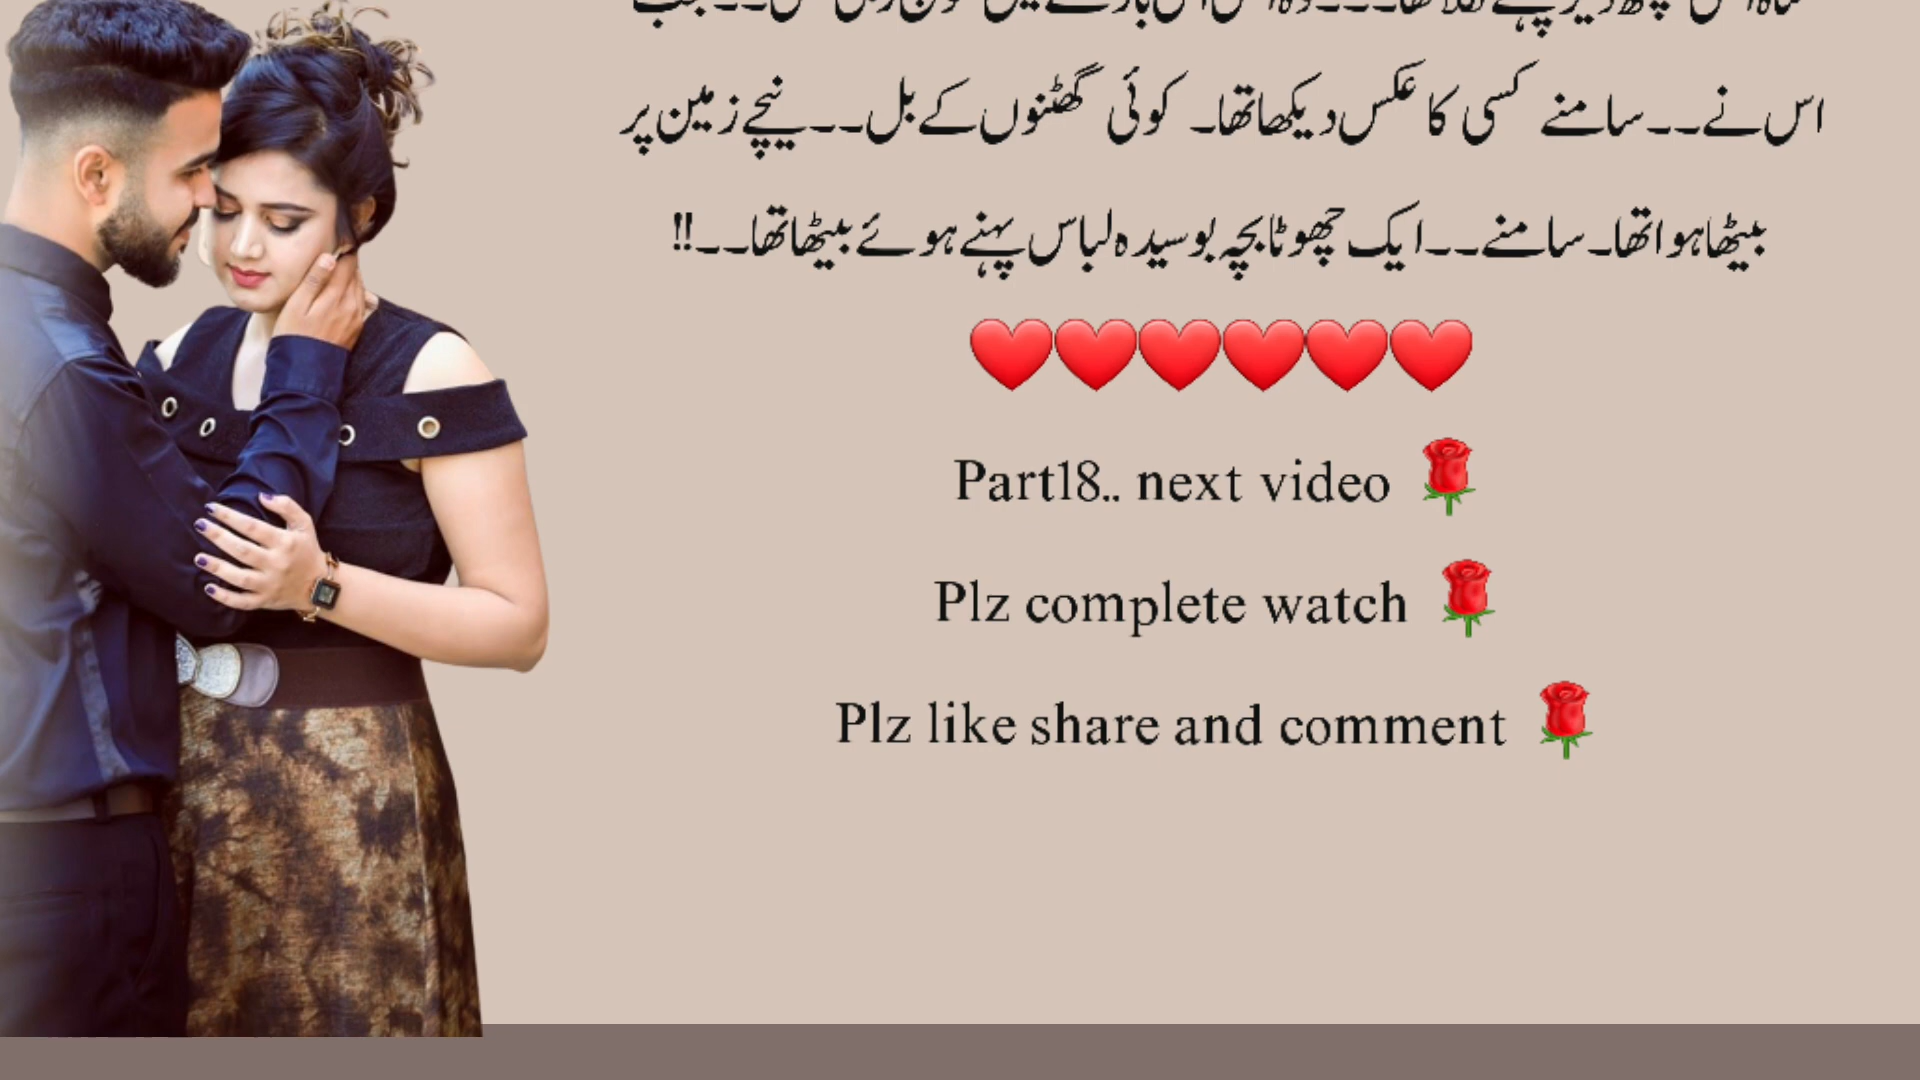 اس نے۔۔سامنے کسی کا عکس دیکھا تھا۔ کوئی گھٹنوں کے بل۔۔نیچے زمین پر
بیٹھا ہوا تھا۔ سامنے۔۔ایک چھوٹا بچہ بوسیدہ لباس پہنے ہوئے بیٹھا تھا۔۔!!
❤️❤️❤️❤️❤️❤️
Part18.. next video 🌹
Plz complete watch 🌹
Plz like share and comment 🌹